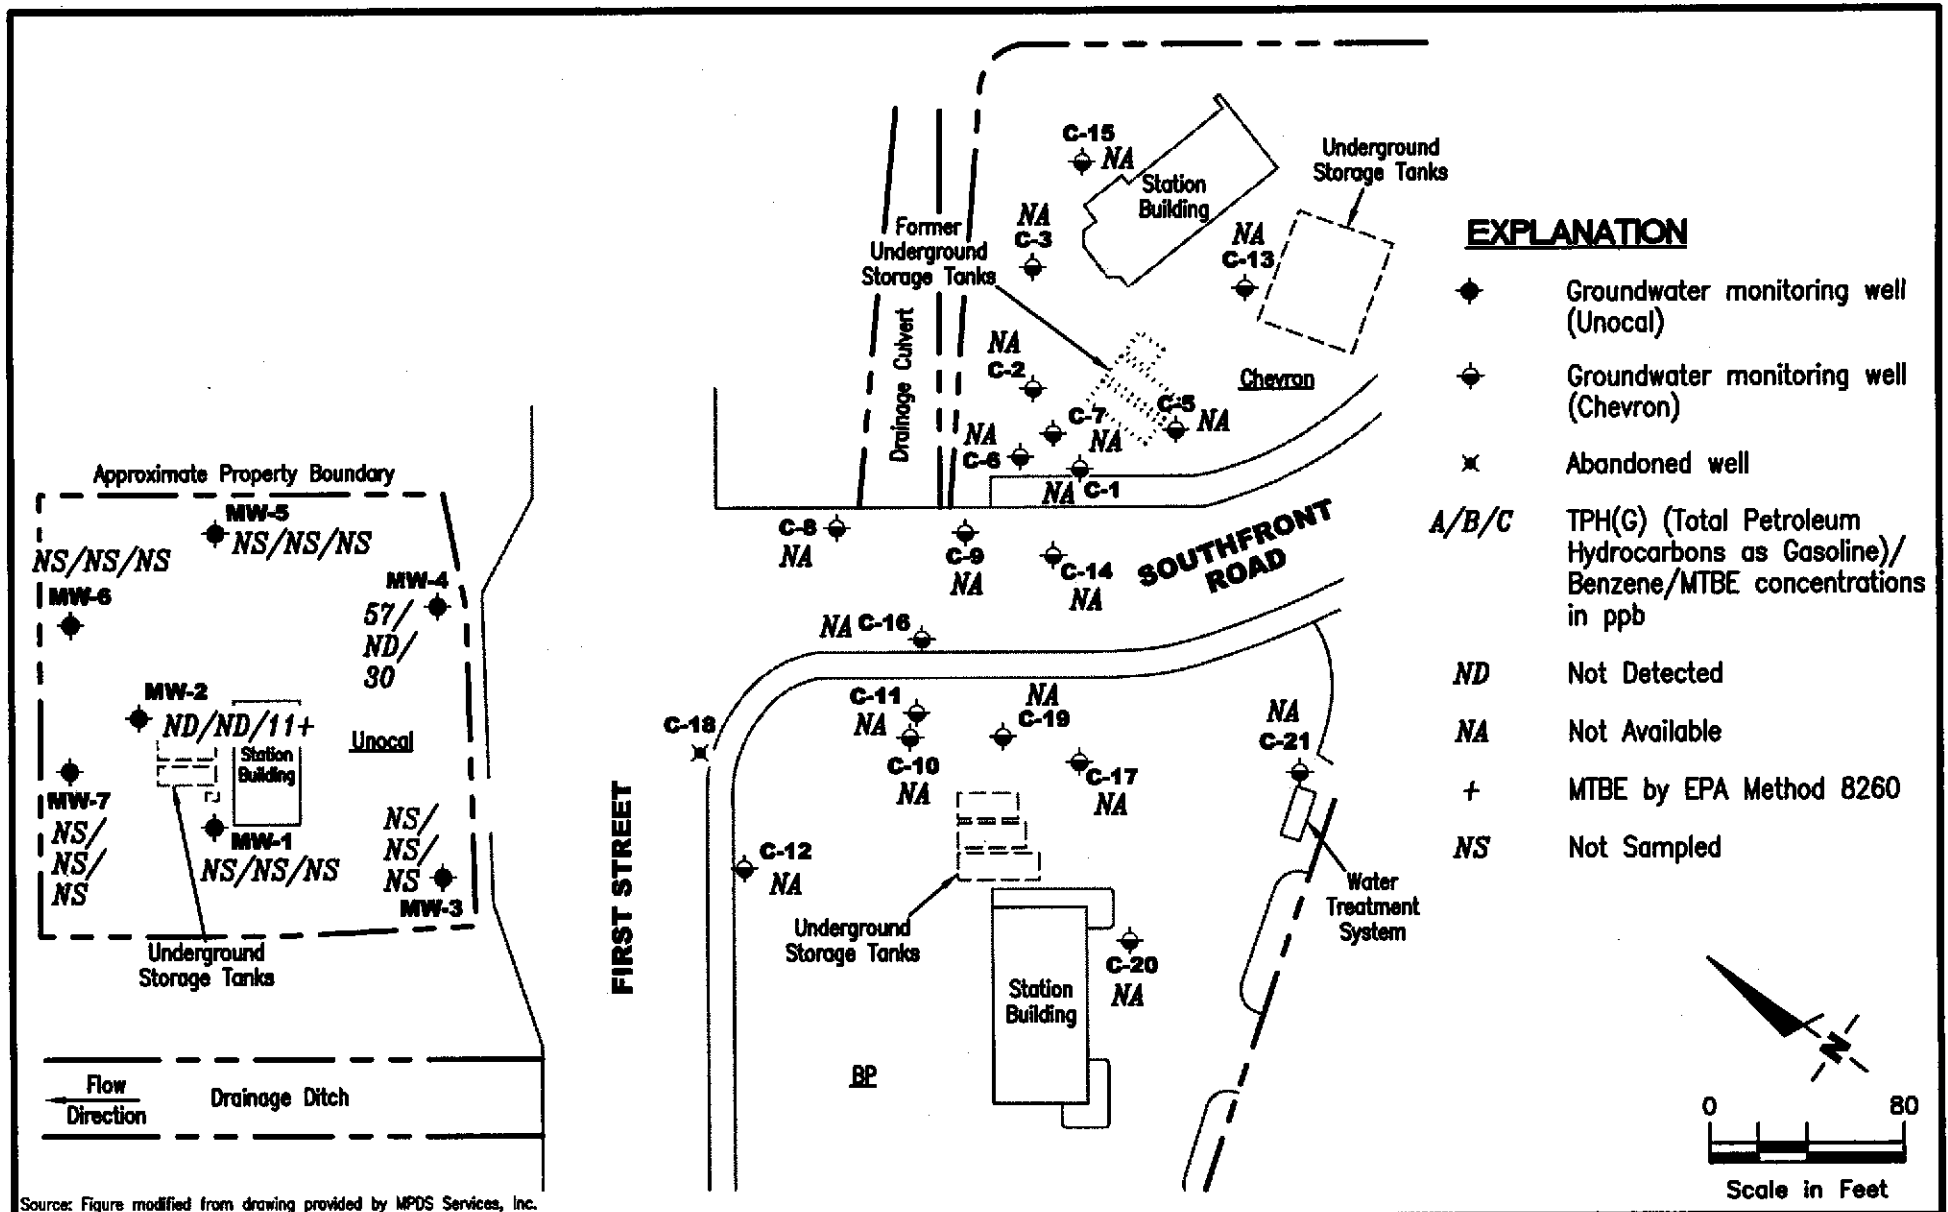 C-15
NA
Station
Building
Underground
Storage Tanks
NA
C-3
Former
Underground
Storage Tanks
NA
C-13
Drainage Culvert
NA
C-2
Chevron
C-7
NA
C-5
NA
NA
C-6
NA
C-1
C-8
NA
C-9
NA
C-14
NA
SOUTHFRONT
ROAD
NA
C-16
Approximate Property Boundary
MW-5
NS/NS/NS
NS/NS/NS
MW-6
MW-4
57/
ND/
30
MW-2
ND/ND/11+
Station
Building
Unocal
MW-7
NS/
NS/
NS
MW-1
NS/NS/NS
NS/
NS/
NS
MW-3
Underground
Storage Tanks
Flow
Direction
Drainage Ditch
FIRST STREET
C-18
C-11
NA
C-10
NA
NA
C-19
C-17
NA
NA
C-21
C-12
NA
Underground
Storage Tanks
Water
Treatment
System
C-20
NA
Station
Building
BP
EXPLANATION
Groundwater monitoring well
(Unocal)
Groundwater monitoring well
(Chevron)
Abandoned well
A/B/C
TPH(G) (Total Petroleum
Hydrocarbons as Gasoline)/
Benzene/MTBE concentrations
in ppb
ND
Not Detected
NA
Not Available
+
MTBE by EPA Method 8260
NS
Not Sampled
N
0
80
Scale in Feet
Source: Figure modified from drawing provided by MPDS Services, Inc.